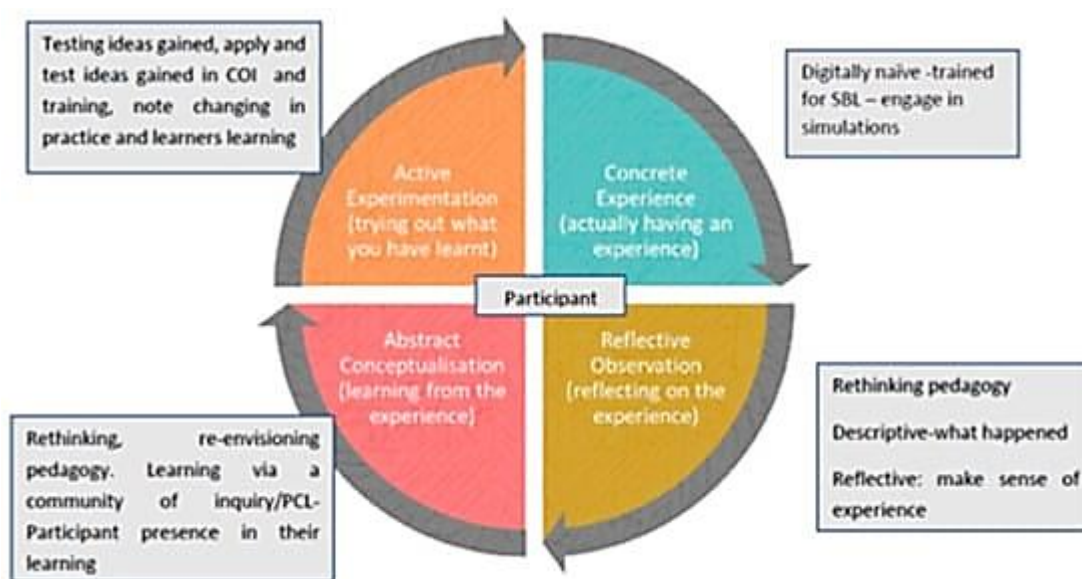 Testing ideas gained, apply and
test ideas gained in COI and
training, note changing in
practice and learners learning
Digitally naïve -trained
for SBL – engage in
simulations
Active
Experimentation
(trying out what
you have learnt)
Concrete
Experience
(actually having an
experience)
Participant
Abstract
Conceptualisation
(learning from the
experience)
Reflective
Observation
(reflecting on the
experience)
Rethinking, re-envisioning
pedagogy. Learning via a
community of inquiry/PCL-
Participant presence in their
learning
Rethinking pedagogy
Descriptive-what happened
Reflective: make sense of
experience